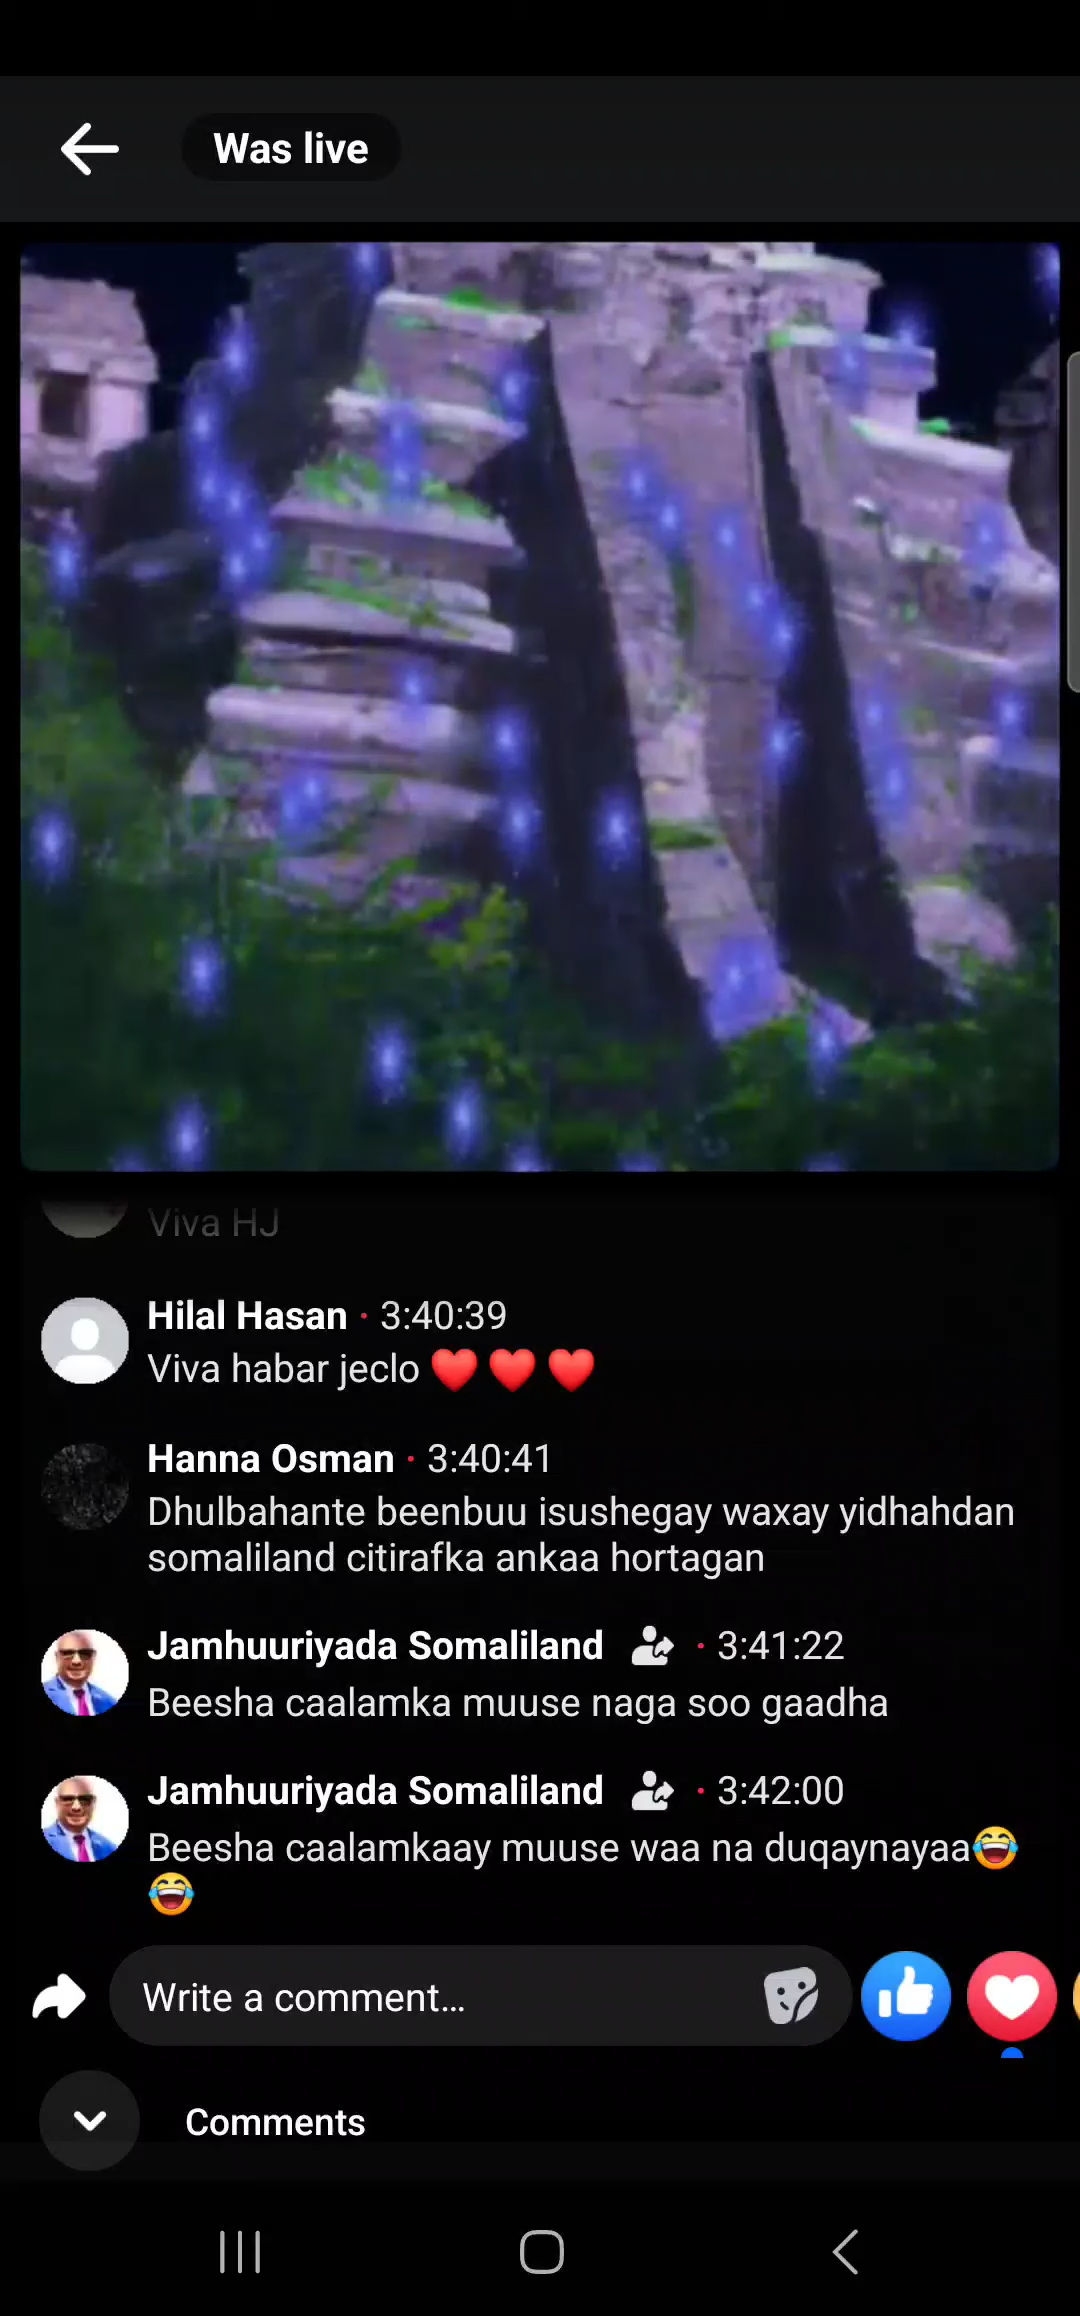 Was live
Viva HJ
Hilal Hasan · 3:40:39
Viva habar jeclo ❤️❤️❤️
Hanna Osman · 3:40:41
Dhulbahante beenbuu isushegay waxay yidhahdan
somaliland citirafka ankaa hortagan
Jamhuuriyada Somaliland · 3:41:22
Beesha caalamka muuse naga soo gaadha
Jamhuuriyada Somaliland · 3:42:00
Beesha caalamkaay muuse waa na duqaynayaa😂
😂
Write a comment...
Comments